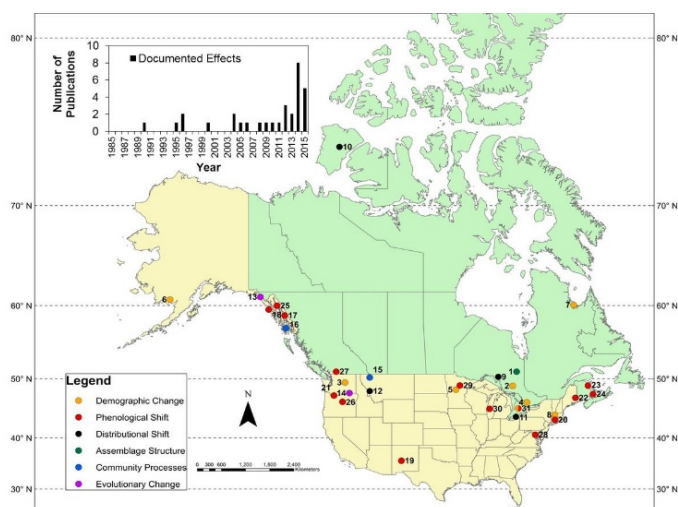 80° N
80° N
10
8
6
4
2
0
Number of Publications
Documented Effects
1985 1987 1989 1991 1993 1995 1997 1999 2001 2003 2005 2007 2009 2011 2013 2015
Year
10
70° N
70° N
13
6
60° N
25
18
17
16
7
60° N
50° N
27
15
3
21
14
26
12
5
29
9
1
2
30
4
31
11
23
22
24
8
20
28
50° N
Legend
Demographic Change
Phenological Shift
Distributional Shift
Assemblage Structure
Community Processes
Evolutionary Change
N
40° N
40° N
0 300 600 1,200 1,800 2,400
Kilometers
19
30° N
30° N